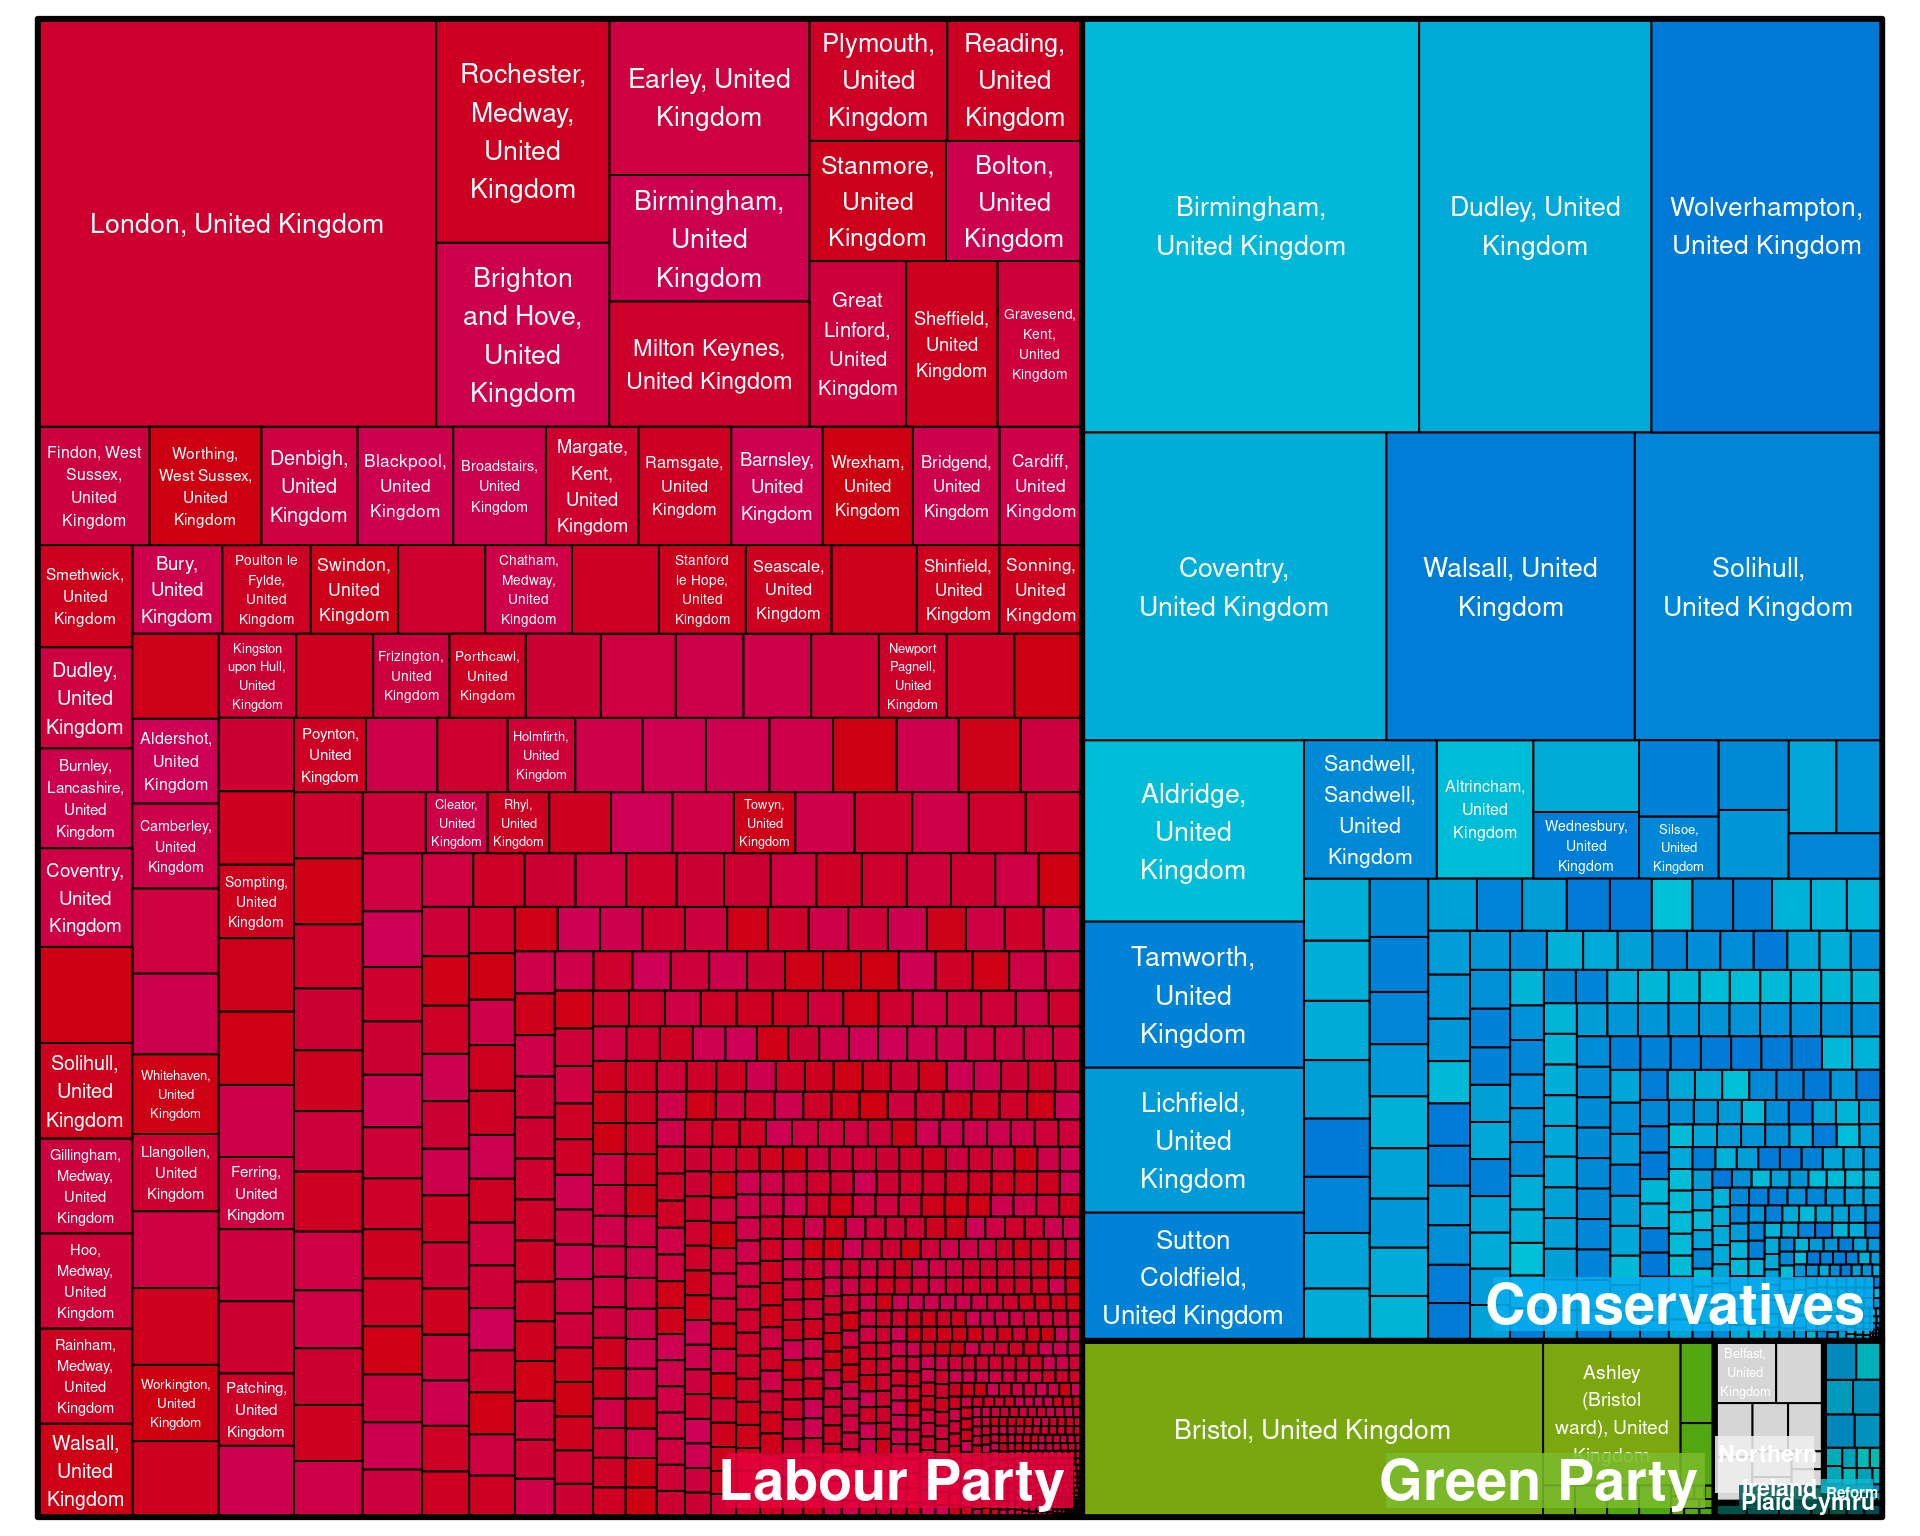 London, United Kingdom
Rochester,
Medway,
United
Kingdom
Brighton
and Hove,
United
Kingdom
Earley, United
Kingdom
Birmingham,
United
Kingdom
Milton Keynes,
United Kingdom
Plymouth,
United
Kingdom
Reading,
United
Kingdom
Stanmore,
United
Kingdom
Bolton,
United
Kingdom
Great
Linford,
United
Kingdom
Sheffield,
United
Kingdom
Gravesend,
Kent,
United
Kingdom
Findon, West
Sussex,
United
Kingdom
Worthing,
West Sussex,
United
Kingdom
Denbigh,
United
Kingdom
Blackpool,
United
Kingdom
Broadstairs,
United
Kingdom
Margate,
Kent,
United
Kingdom
Ramsgate,
United
Kingdom
Barnsley,
United
Kingdom
Wrexham,
United
Kingdom
Bridgend,
United
Kingdom
Cardiff,
United
Kingdom
Smethwick,
United
Kingdom
Bury,
United
Kingdom
Poulton le
Fylde,
United
Kingdom
Swindon,
United
Kingdom
Chatham,
Medway,
United
Kingdom
Stanford
le Hope,
United
Kingdom
Seascale,
United
Kingdom
Shinfield,
United
Kingdom
Sonning,
United
Kingdom
Dudley,
United
Kingdom
Kingston
upon Hull,
United
Kingdom
Frizington,
United
Kingdom
Porthcawl,
United
Kingdom
Newport
Pagnell,
United
Kingdom
Aldershot,
United
Kingdom
Poynton,
United
Kingdom
Holmfirth,
United
Kingdom
Burnley,
Lancashire,
United
Kingdom
Camberley,
United
Kingdom
Cleator,
United
Kingdom
Rhyl,
United
Kingdom
Towyn,
United
Kingdom
Coventry,
United
Kingdom
Sompting,
United
Kingdom
Solihull,
United
Kingdom
Whitehaven,
United
Kingdom
Gillingham,
Medway,
United
Kingdom
Llangollen,
United
Kingdom
Ferring,
United
Kingdom
Hoo,
Medway,
United
Kingdom
Rainham,
Medway,
United
Kingdom
Workington,
United
Kingdom
Patching,
United
Kingdom
Walsall,
United
Kingdom
Labour Party
Birmingham,
United Kingdom
Dudley, United
Kingdom
Wolverhampton,
United Kingdom
Coventry,
United Kingdom
Walsall, United
Kingdom
Solihull,
United Kingdom
Aldridge,
United
Kingdom
Sandwell,
Sandwell,
United
Kingdom
Altrincham,
United
Kingdom
Wednesbury,
United
Kingdom
Silsoe,
United
Kingdom
Tamworth,
United
Kingdom
Lichfield,
United
Kingdom
Sutton
Coldfield,
United Kingdom
Conservatives
Bristol, United Kingdom
Ashley
(Bristol
ward), United
Kingdom
Green Party
Belfast,
United
Kingdom
Northern
Ireland
Reform
Plaid Cymru